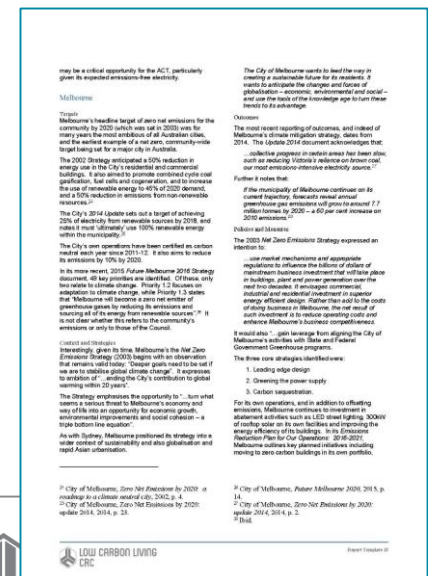 may be a critical opportunity for the ACT, particularly
given its expected emissions-free electricity.
Melbourne
Targets
Melbourne's headline target of zero net emissions for the
community by 2020 (which was set in 2003) was for
many years the most ambitious of all Australian cities,
and the earliest example of a net zero, community-wide
target being set for a major city in Australia.
The 2002 Strategy anticipated a 50% reduction in
energy use in the City's residential and commercial
buildings. It also aimed to promote combined cycle coal
gasification, fuel cells and cogeneration, and to increase
the use of renewable energy to 45% of 2020 demand,
and a 50% reduction in emissions from non-renewable
resources.24
The City's 2014 Update sets out a target of achieving
25% of electricity from renewable sources by 2018, and
notes it must 'ultimately' use 100% renewable energy
within the municipality.25
The City's own operations have been certified as carbon
neutral each year since 2011-12. It also aims to reduce
its emissions by 10% by 2020.
In its more recent, 2015 Future Melbourne 2016 Strategy
document, 49 key priorities are identified. Of these, only
two relate to climate change. Priority 1.2 focuses on
adaptation to climate change, while Priority 1.3 states
that "Melbourne will become a zero net emitter of
greenhouse gases by reducing its emissions and
sourcing all of its energy from renewable sources".26 It
is not clear whether this refers to the community's
emissions or only to those of the Council.
Context and Strategies
Interestingly, given its time, Melbourne's the Net Zero
Emissions Strategy (2003) begins with an observation
that remains valid today: "Deeper goals need to be set if
we are to stabilise global climate change". It expresses
to ambition of "...ending the City's contribution to global
warming within 20 years".
The Strategy emphasises the opportunity to "...turn what
seems a serious threat to Melbourne's economy and
way of life into an opportunity for economic growth,
environmental improvements and social cohesion – a
triple bottom line equation".
As with Sydney, Melbourne positioned its strategy into a
wider context of sustainability and also globalisation and
rapid Asian urbanisation.
24 City of Melbourne, Zero Net Emissions by 2020: a
roadmap to a climate neutral city, 2002, p. 4.
25 City of Melbourne, Zero Net Emissions by 2020:
update 2014, 2014, p. 23.
The City of Melbourne wants to lead the way in
creating a sustainable future for its residents. It
wants to anticipate the changes and forces of
globalisation – economic, environmental and social –
and use the tools of the knowledge age to turn these
trends to its advantage.
Outcomes
The most recent reporting of outcomes, and indeed of
Melbourne's climate mitigation strategy, dates from
2014. The Update 2014 document acknowledges that:
...collective progress in certain areas has been slow,
such as reducing Victoria's reliance on brown coal,
our most emissions-intensive electricity source.27
Further it notes that:
If the municipality of Melbourne continues on its
current trajectory, forecasts reveal annual
greenhouse gas emissions will grow to around 7.7
million tonnes by 2020 – a 60 per cent increase on
2010 emissions.28
Policies and Measures
The 2003 Net Zero Emissions Strategy expressed an
intention to:
...use market mechanisms and appropriate
regulations to influence the billions of dollars of
mainstream business investment that will take place
in buildings, plant and power generation over the
next two decades. It envisages commercial,
industrial and residential investment in superior
energy efficient design. Rather than add to the costs
of doing business in Melbourne, the net result of
such investment is to reduce operating costs and
enhance Melbourne's business competitiveness.
It would also "...gain leverage from aligning the City of
Melbourne's activities with State and Federal
Government Greenhouse programs.
The three core strategies identified were:
1. Leading edge design
2. Greening the power supply
3. Carbon sequestration.
For its own operations, and in addition to offsetting
emissions, Melbourne continues to invest in
abatement activities such as LED street lighting, 300kW
of rooftop solar on its own facilities and improving the
energy efficiency of its buildings. In its Emissions
Reduction Plan for Our Operations: 2016-2021,
Melbourne outlines key planned initiatives including
moving to zero carbon buildings in its own portfolio,
26 City of Melbourne, Future Melbourne 2026, 2015, p.
14.
27 City of Melbourne, Zero Net Emissions by 2020:
update 2014, 2014, p. 2.
28 Ibid.
LOW CARBON LIVING
CRC
Report Template 23